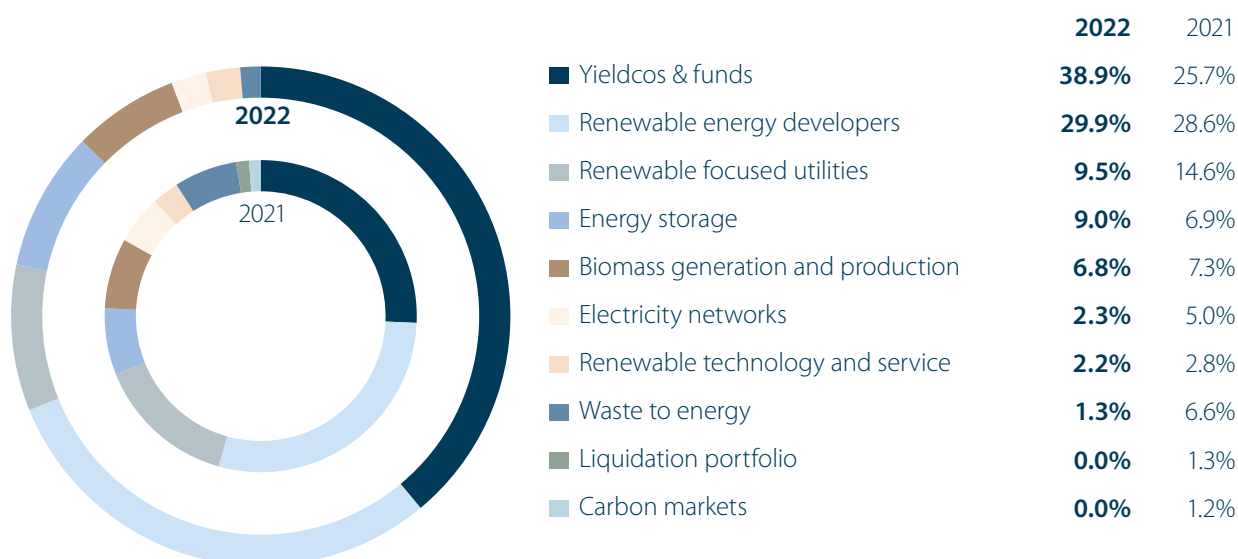 2022 2021
Yieldcos & funds 38.9% 25.7%
Renewable energy developers 29.9% 28.6%
Renewable focused utilities 9.5% 14.6%
Energy storage 9.0% 6.9%
Biomass generation and production 6.8% 7.3%
Electricity networks 2.3% 5.0%
Renewable technology and service 2.2% 2.8%
Waste to energy 1.3% 6.6%
Liquidation portfolio 0.0% 1.3%
Carbon markets 0.0% 1.2%
2022
2021